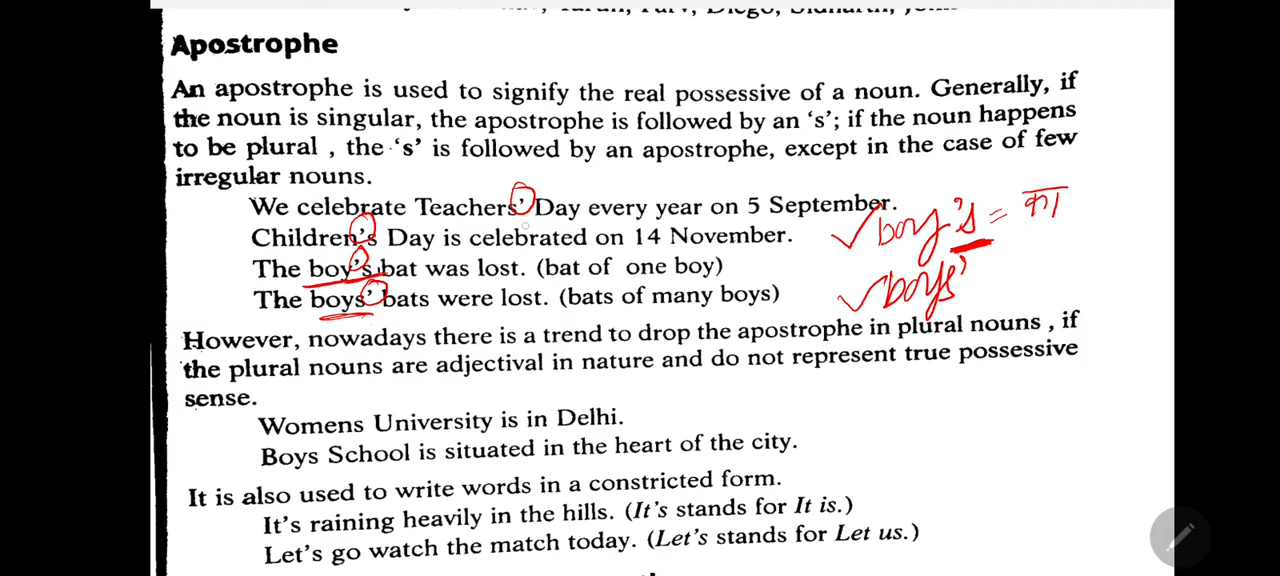 Apostrophe
An apostrophe is used to signify the real possessive of a noun. Generally, if
the noun is singular, the apostrophe is followed by an ‘s’; if the noun happens
to be plural , the ‘s’ is followed by an apostrophe, except in the case of few
irregular nouns.
We celebrate Teachers’ Day every year on 5 September.
Children’s Day is celebrated on 14 November.
The boy’s bat was lost. (bat of one boy)
The boys’ bats were lost. (bats of many boys)
boy’s = का
boys’
However, nowadays there is a trend to drop the apostrophe in plural nouns , if
the plural nouns are adjectival in nature and do not represent true possessive
sense.
Womens University is in Delhi.
Boys School is situated in the heart of the city.
It is also used to write words in a constricted form.
It’s raining heavily in the hills. (It’s stands for It is.)
Let’s go watch the match today. (Let’s stands for Let us.)